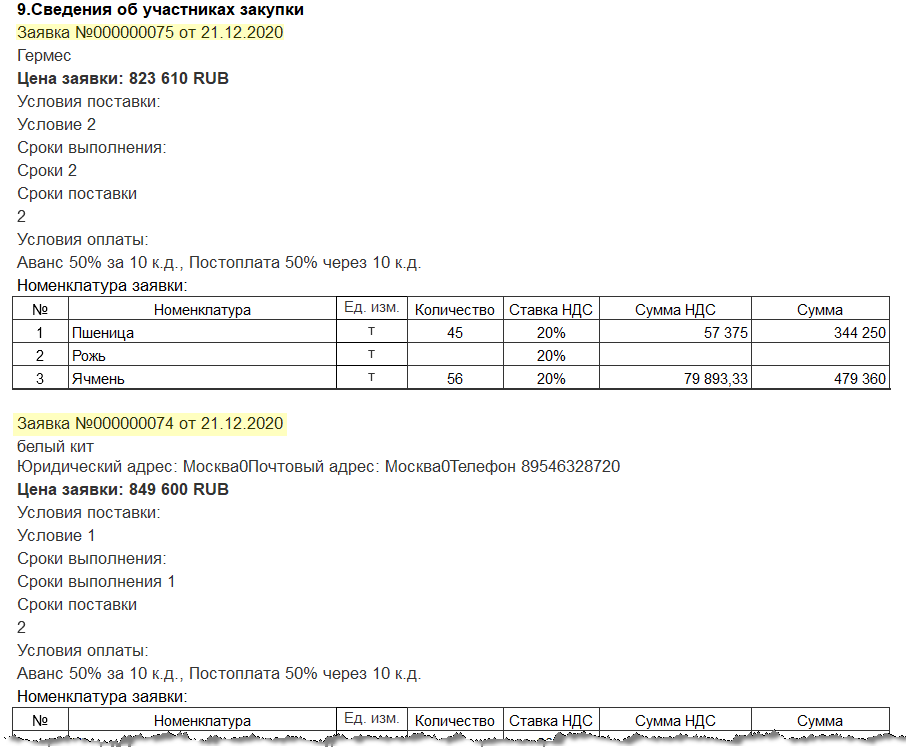 9.Сведения об участниках закупки
Заявка №000000075 от 21.12.2020
Гермес
Цена заявки: 823 610 RUB
Условия поставки:
Условие 2
Сроки выполнения:
Сроки 2
Сроки поставки
2
Условия оплаты:
Аванс 50% за 10 к.д., Постоплата 50% через 10 к.д.
Номенклатура заявки:
№ Номенклатура Ед. изм. Количество Ставка НДС Сумма НДС Сумма
1 Пшеница т 45 20% 57 375 344 250
2 Рожь т 20%
3 Ячмень т 56 20% 79 893,33 479 360
Заявка №000000074 от 21.12.2020
белый кит
Юридический адрес: Москва0Почтовый адрес: Москва0Телефон 89546328720
Цена заявки: 849 600 RUB
Условия поставки:
Условие 1
Сроки выполнения:
Сроки выполнения 1
Сроки поставки
2
Условия оплаты:
Аванс 50% за 10 к.д., Постоплата 50% через 10 к.д.
Номенклатура заявки:
№ Номенклатура Ед. изм. Количество Ставка НДС Сумма НДС Сумма